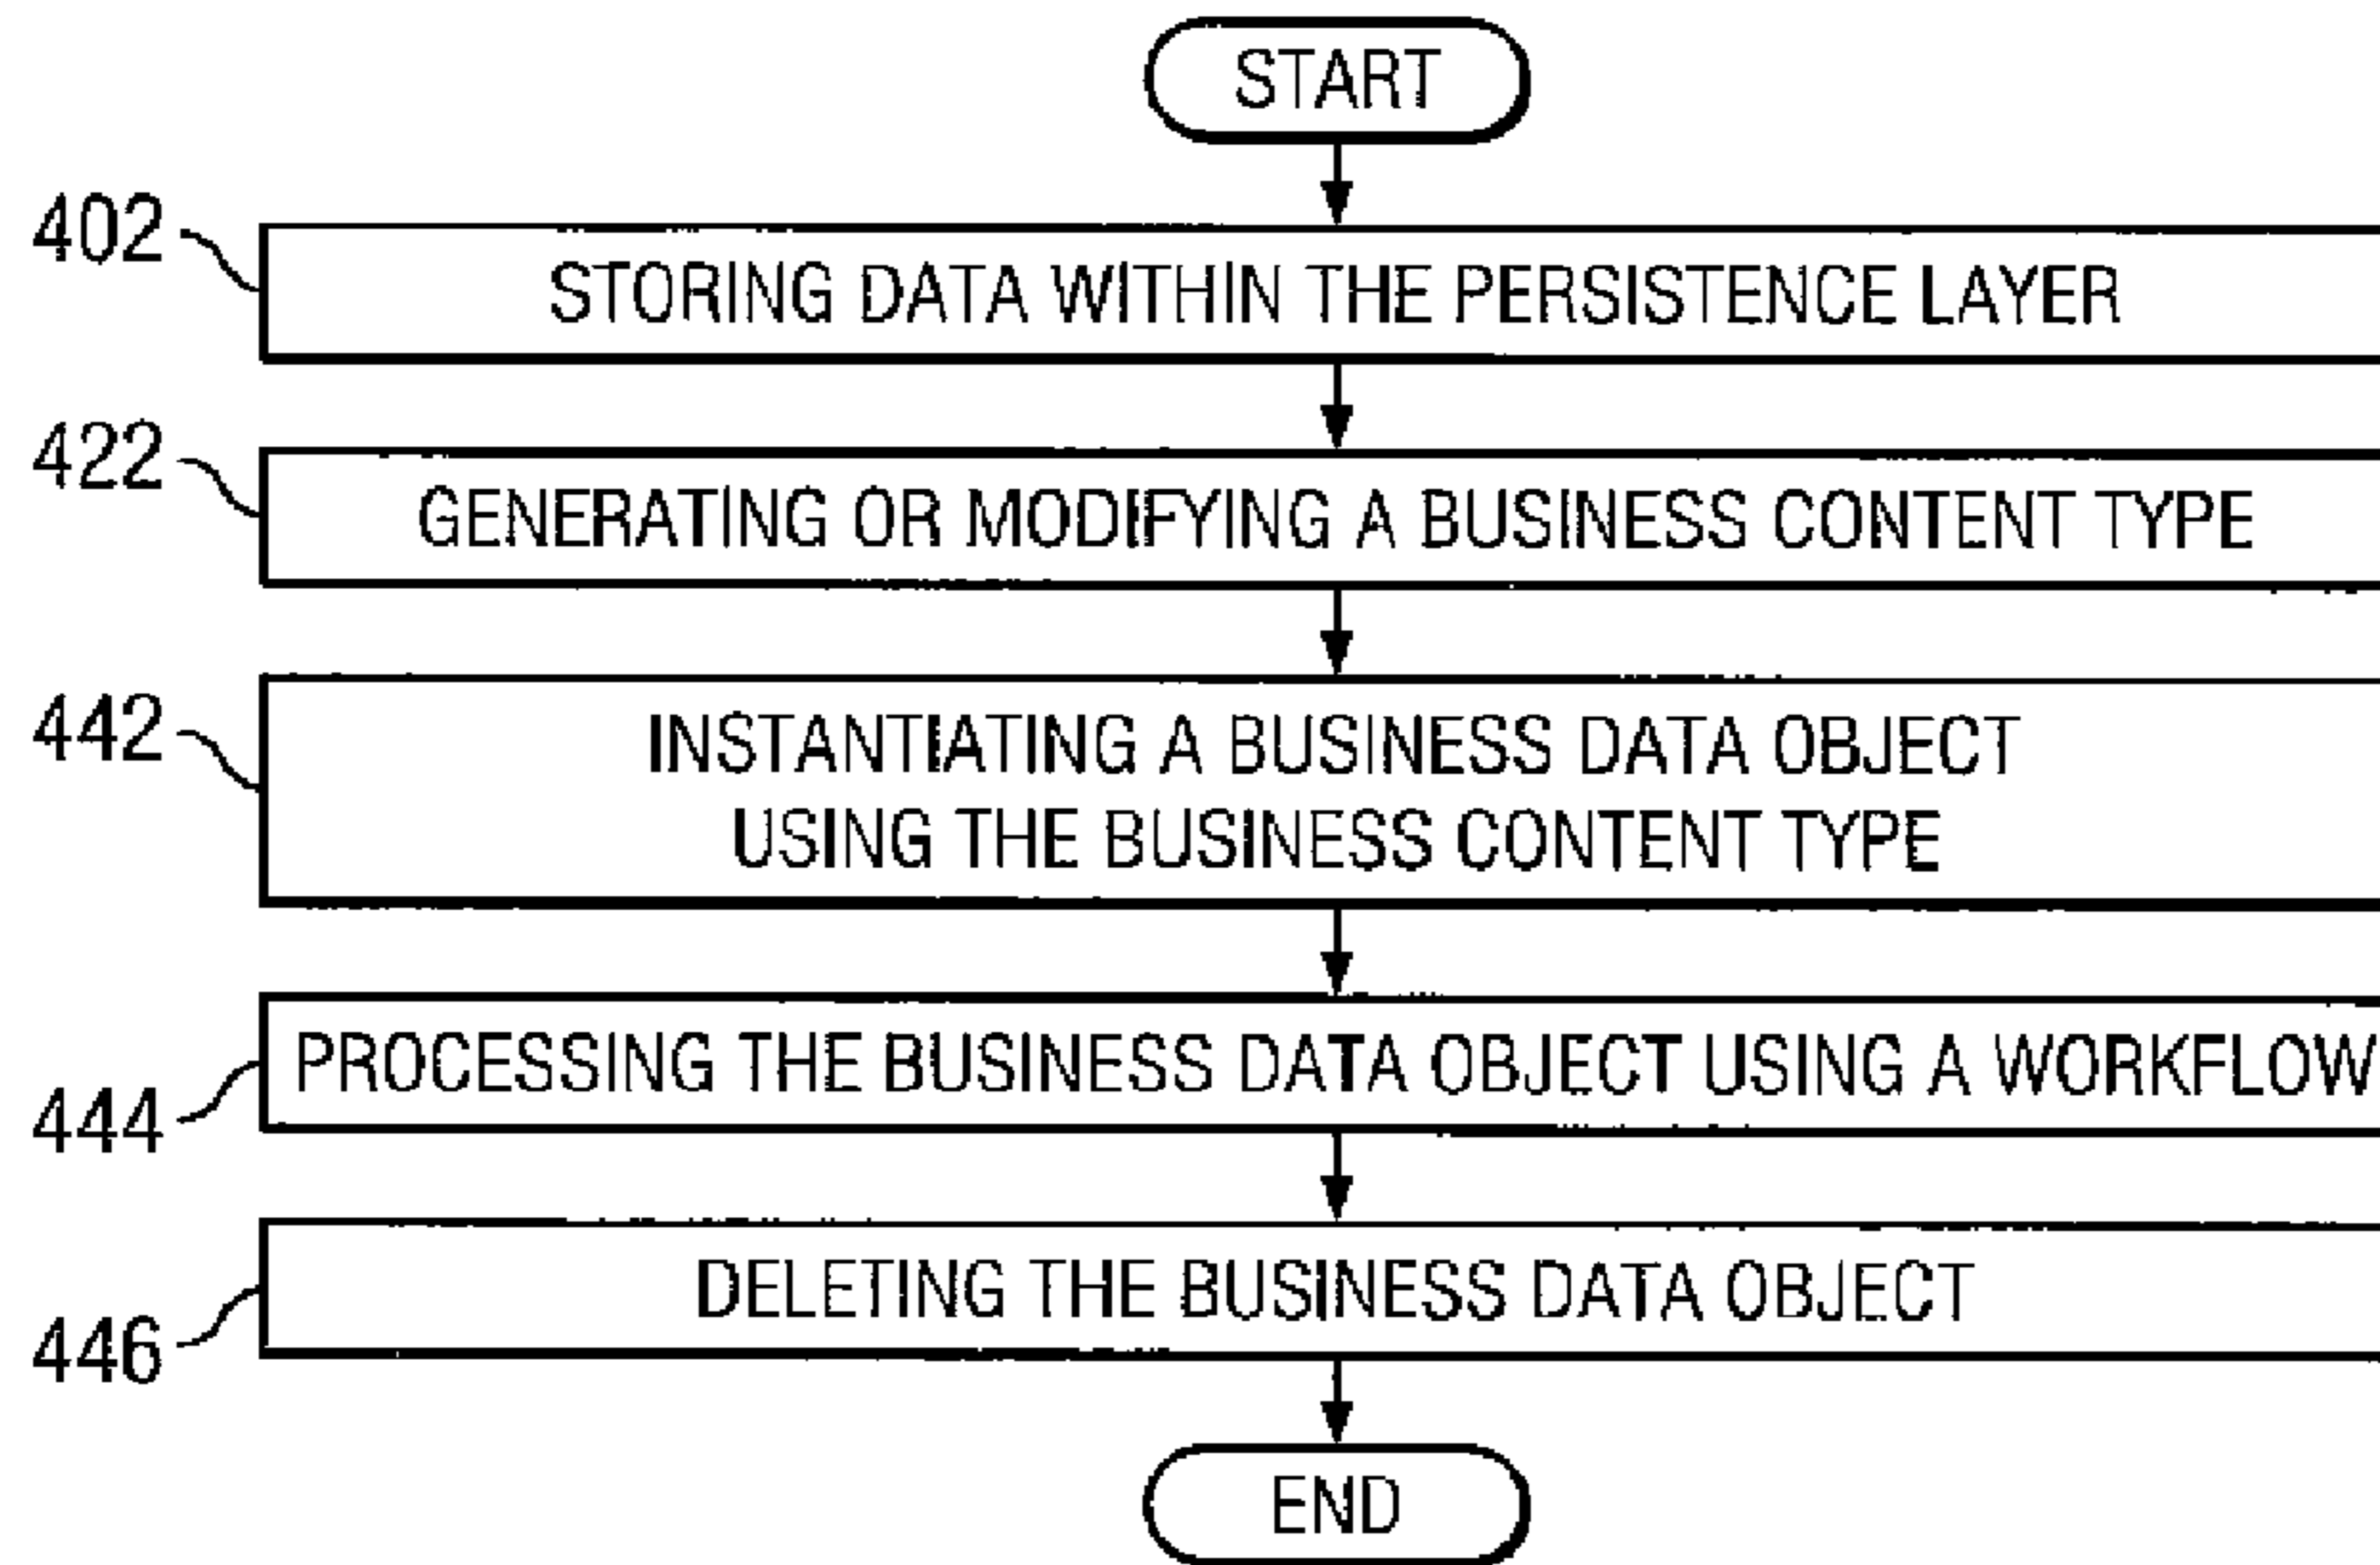 START
402
STORING DATA WITHIN THE PERSISTENCE LAYER
422
GENERATING OR MODIFYING A BUSINESS CONTENT TYPE
442
INSTANTIATING A BUSINESS DATA OBJECT
USING THE BUSINESS CONTENT TYPE
444
PROCESSING THE BUSINESS DATA OBJECT USING A WORKFLOW
446
DELETING THE BUSINESS DATA OBJECT
END